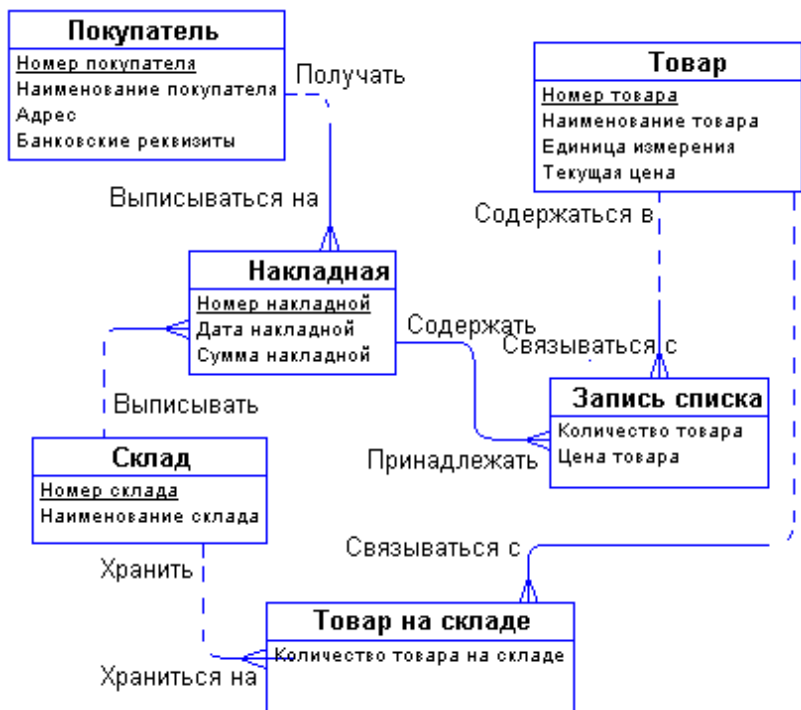 Покупатель
Номер покупателя
Наименование покупателя
Адрес
Банковские реквизиты
Получать
Товар
Номер товара
Наименование товара
Единица измерения
Текущая цена
Выписываться на
Содержаться в
Накладная
Номер накладной
Дата накладной
Сумма накладной
Содержать
Связываться с
Выписывать
Запись списка
Количество товара
Цена товара
Принадлежать
Склад
Номер склада
Наименование склада
Связываться с
Хранить
Товар на складе
Количество товара на складе
Храниться на